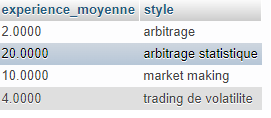 experience_moyenne style
2.0000 arbitrage
20.0000 arbitrage statistique
10.0000 market making
4.0000 trading de volatilite